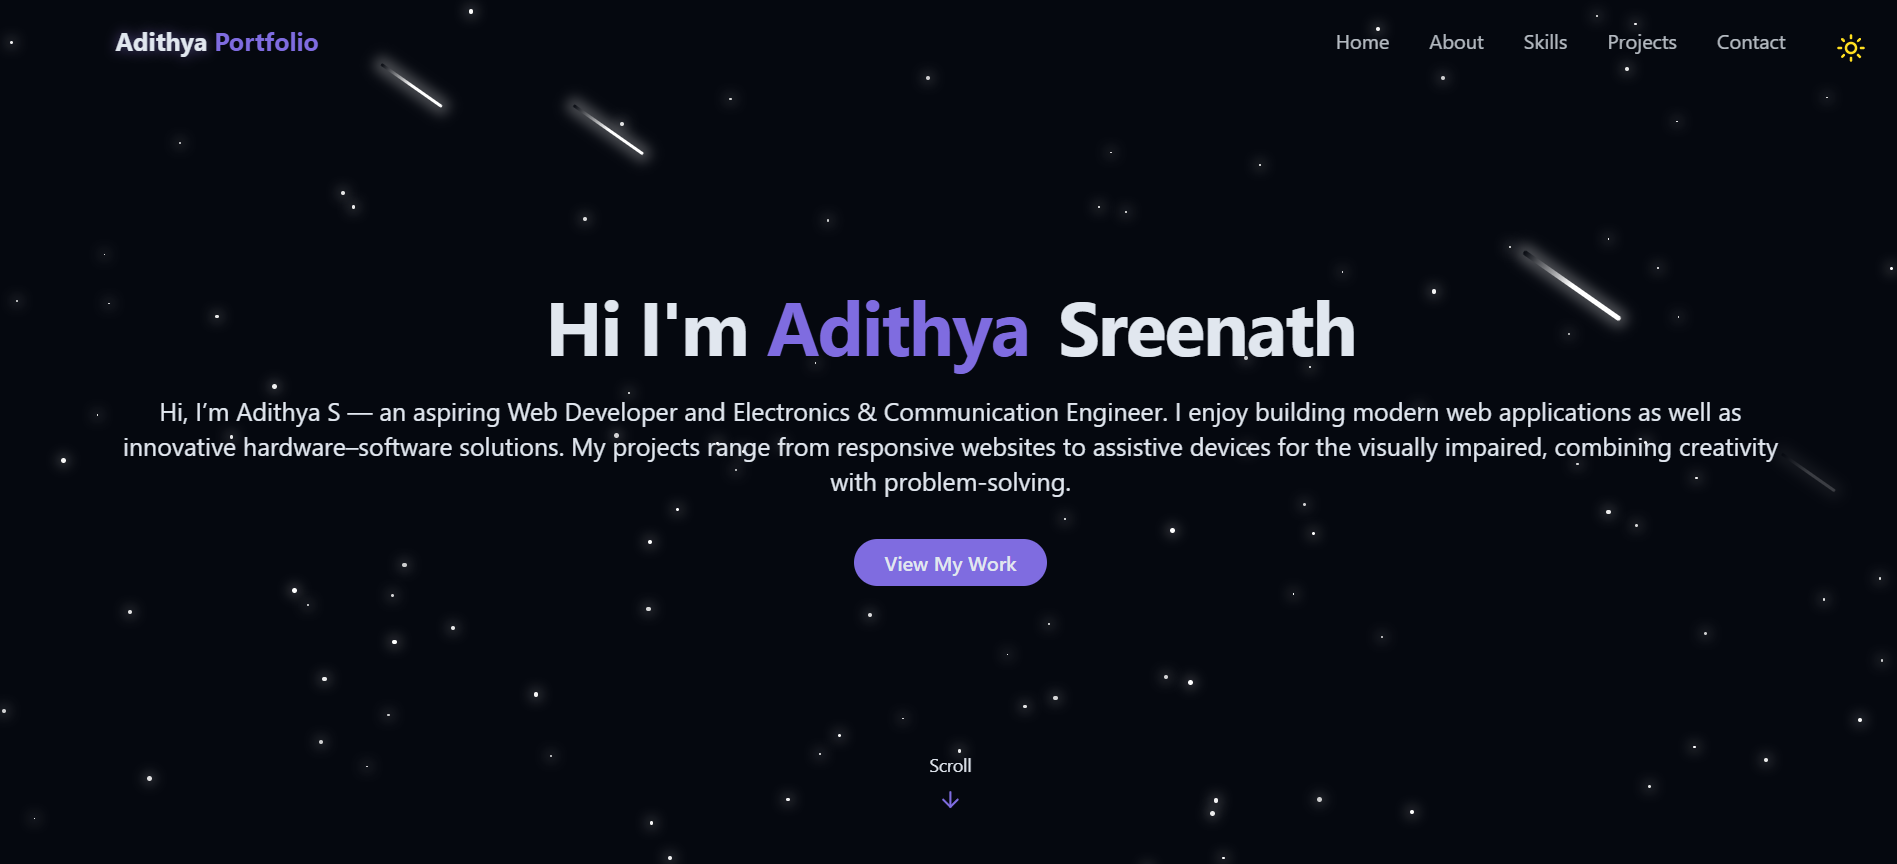 Adithya Portfolio
Home About Skills Projects Contact
Hi I'm Adithya Sreenath
Hi, I’m Adithya S — an aspiring Web Developer and Electronics & Communication Engineer. I enjoy building modern web applications as well as
innovative hardware–software solutions. My projects range from responsive websites to assistive devices for the visually impaired, combining creativity
with problem-solving.
View My Work
Scroll